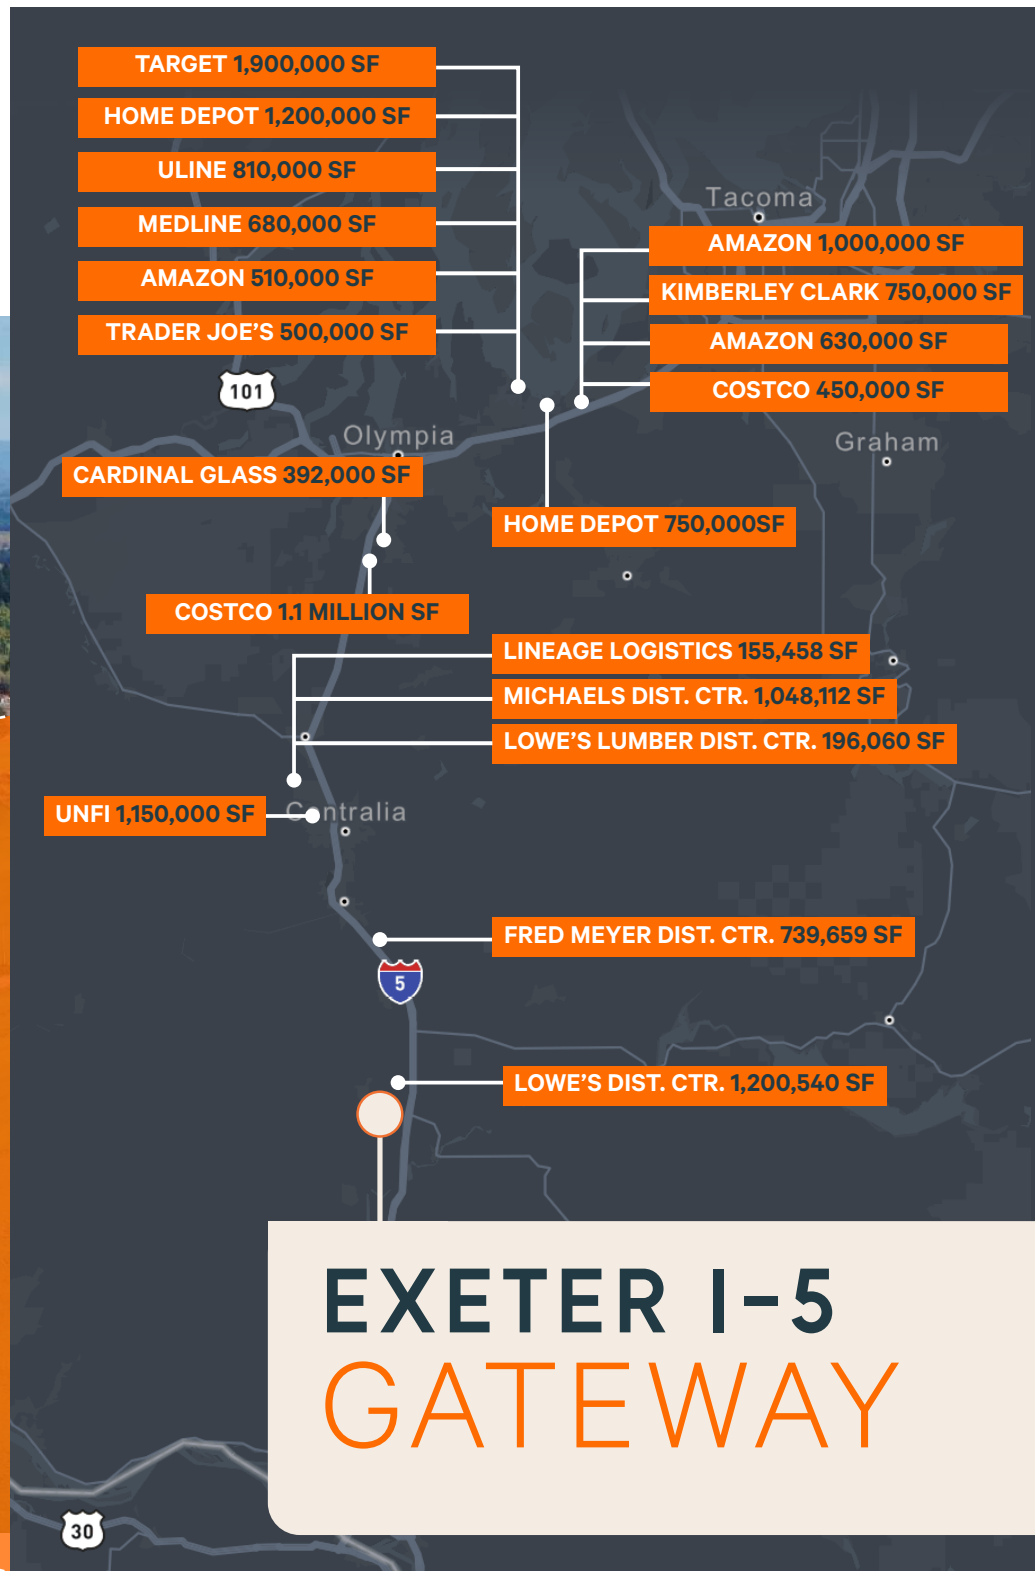 TARGET 1,900,000 SF
HOME DEPOT 1,200,000 SF
ULINE 810,000 SF
MEDLINE 680,000 SF
AMAZON 510,000 SF
TRADER JOE'S 500,000 SF
Tacoma
AMAZON 1,000,000 SF
KIMBERLEY CLARK 750,000 SF
AMAZON 630,000 SF
COSTCO 450,000 SF
101
Olympia
Graham
CARDINAL GLASS 392,000 SF
HOME DEPOT 750,000SF
COSTCO 1.1 MILLION SF
LINEAGE LOGISTICS 155,458 SF
MICHAELS DIST. CTR. 1,048,112 SF
LOWE'S LUMBER DIST. CTR. 196,060 SF
UNFI 1,150,000 SF
Centralia
FRED MEYER DIST. CTR. 739,659 SF
5
LOWE'S DIST. CTR. 1,200,540 SF
EXETER I-5
GATEWAY
30